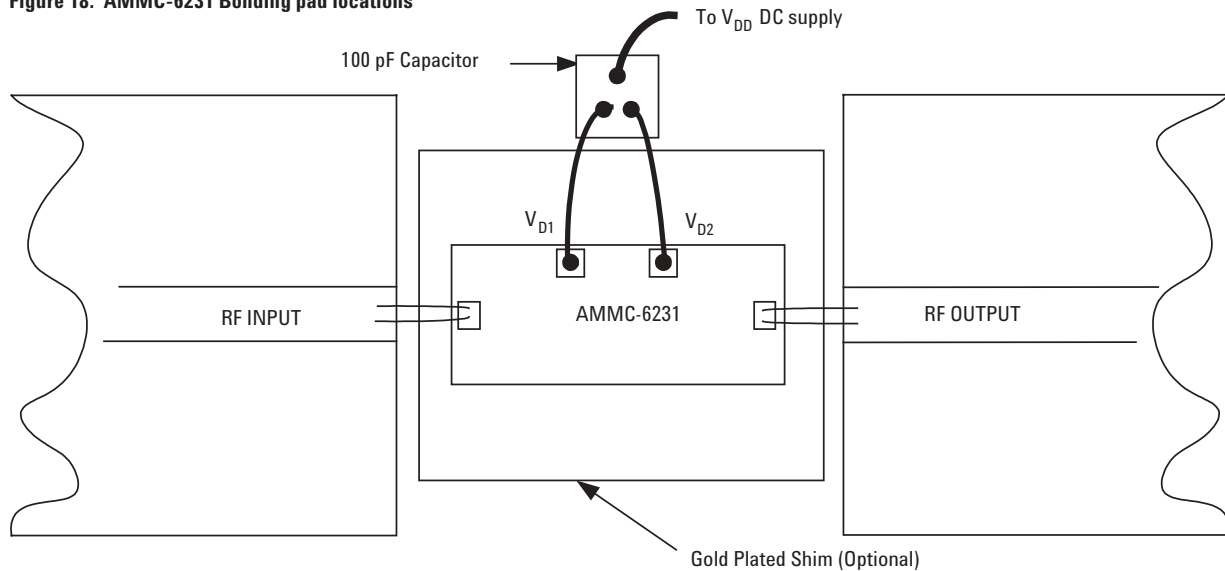 Figure 18. AMMC-6231 Bonding pad locations
To VDD DC supply
100 pF Capacitor
VD1
VD2
RF INPUT
AMMC-6231
RF OUTPUT
Gold Plated Shim (Optional)